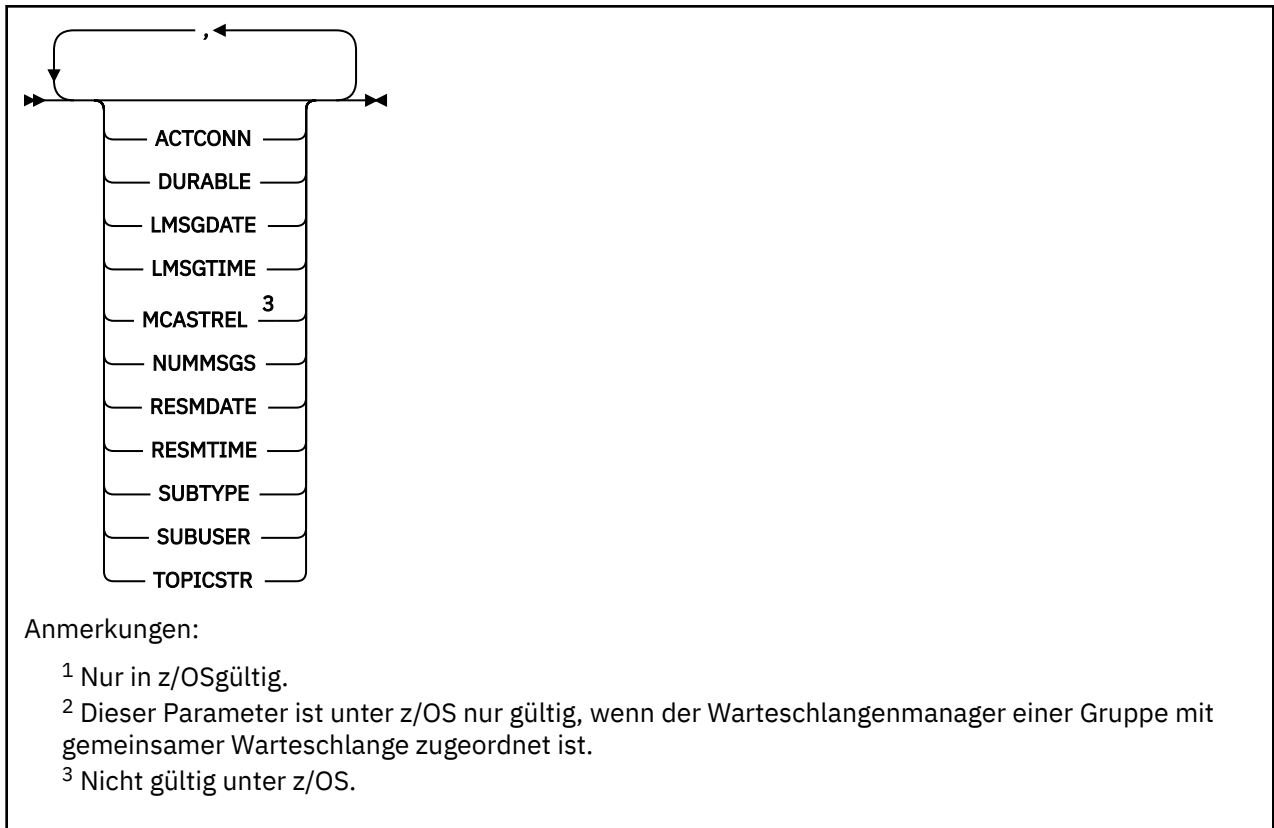 ,
ACTCONN
DURABLE
LMSGDATE
LMSGTIME
MCASTREL 3
NUMMSGS
RESMDATE
RESMTIME
SUBTYPE
SUBUSER
TOPICSTR
Anmerkungen:
1 Nur in z/OSgültig.
2 Dieser Parameter ist unter z/OS nur gültig, wenn der Warteschlangenmanager einer Gruppe mit
gemeinsamer Warteschlange zugeordnet ist.
3 Nicht gültig unter z/OS.